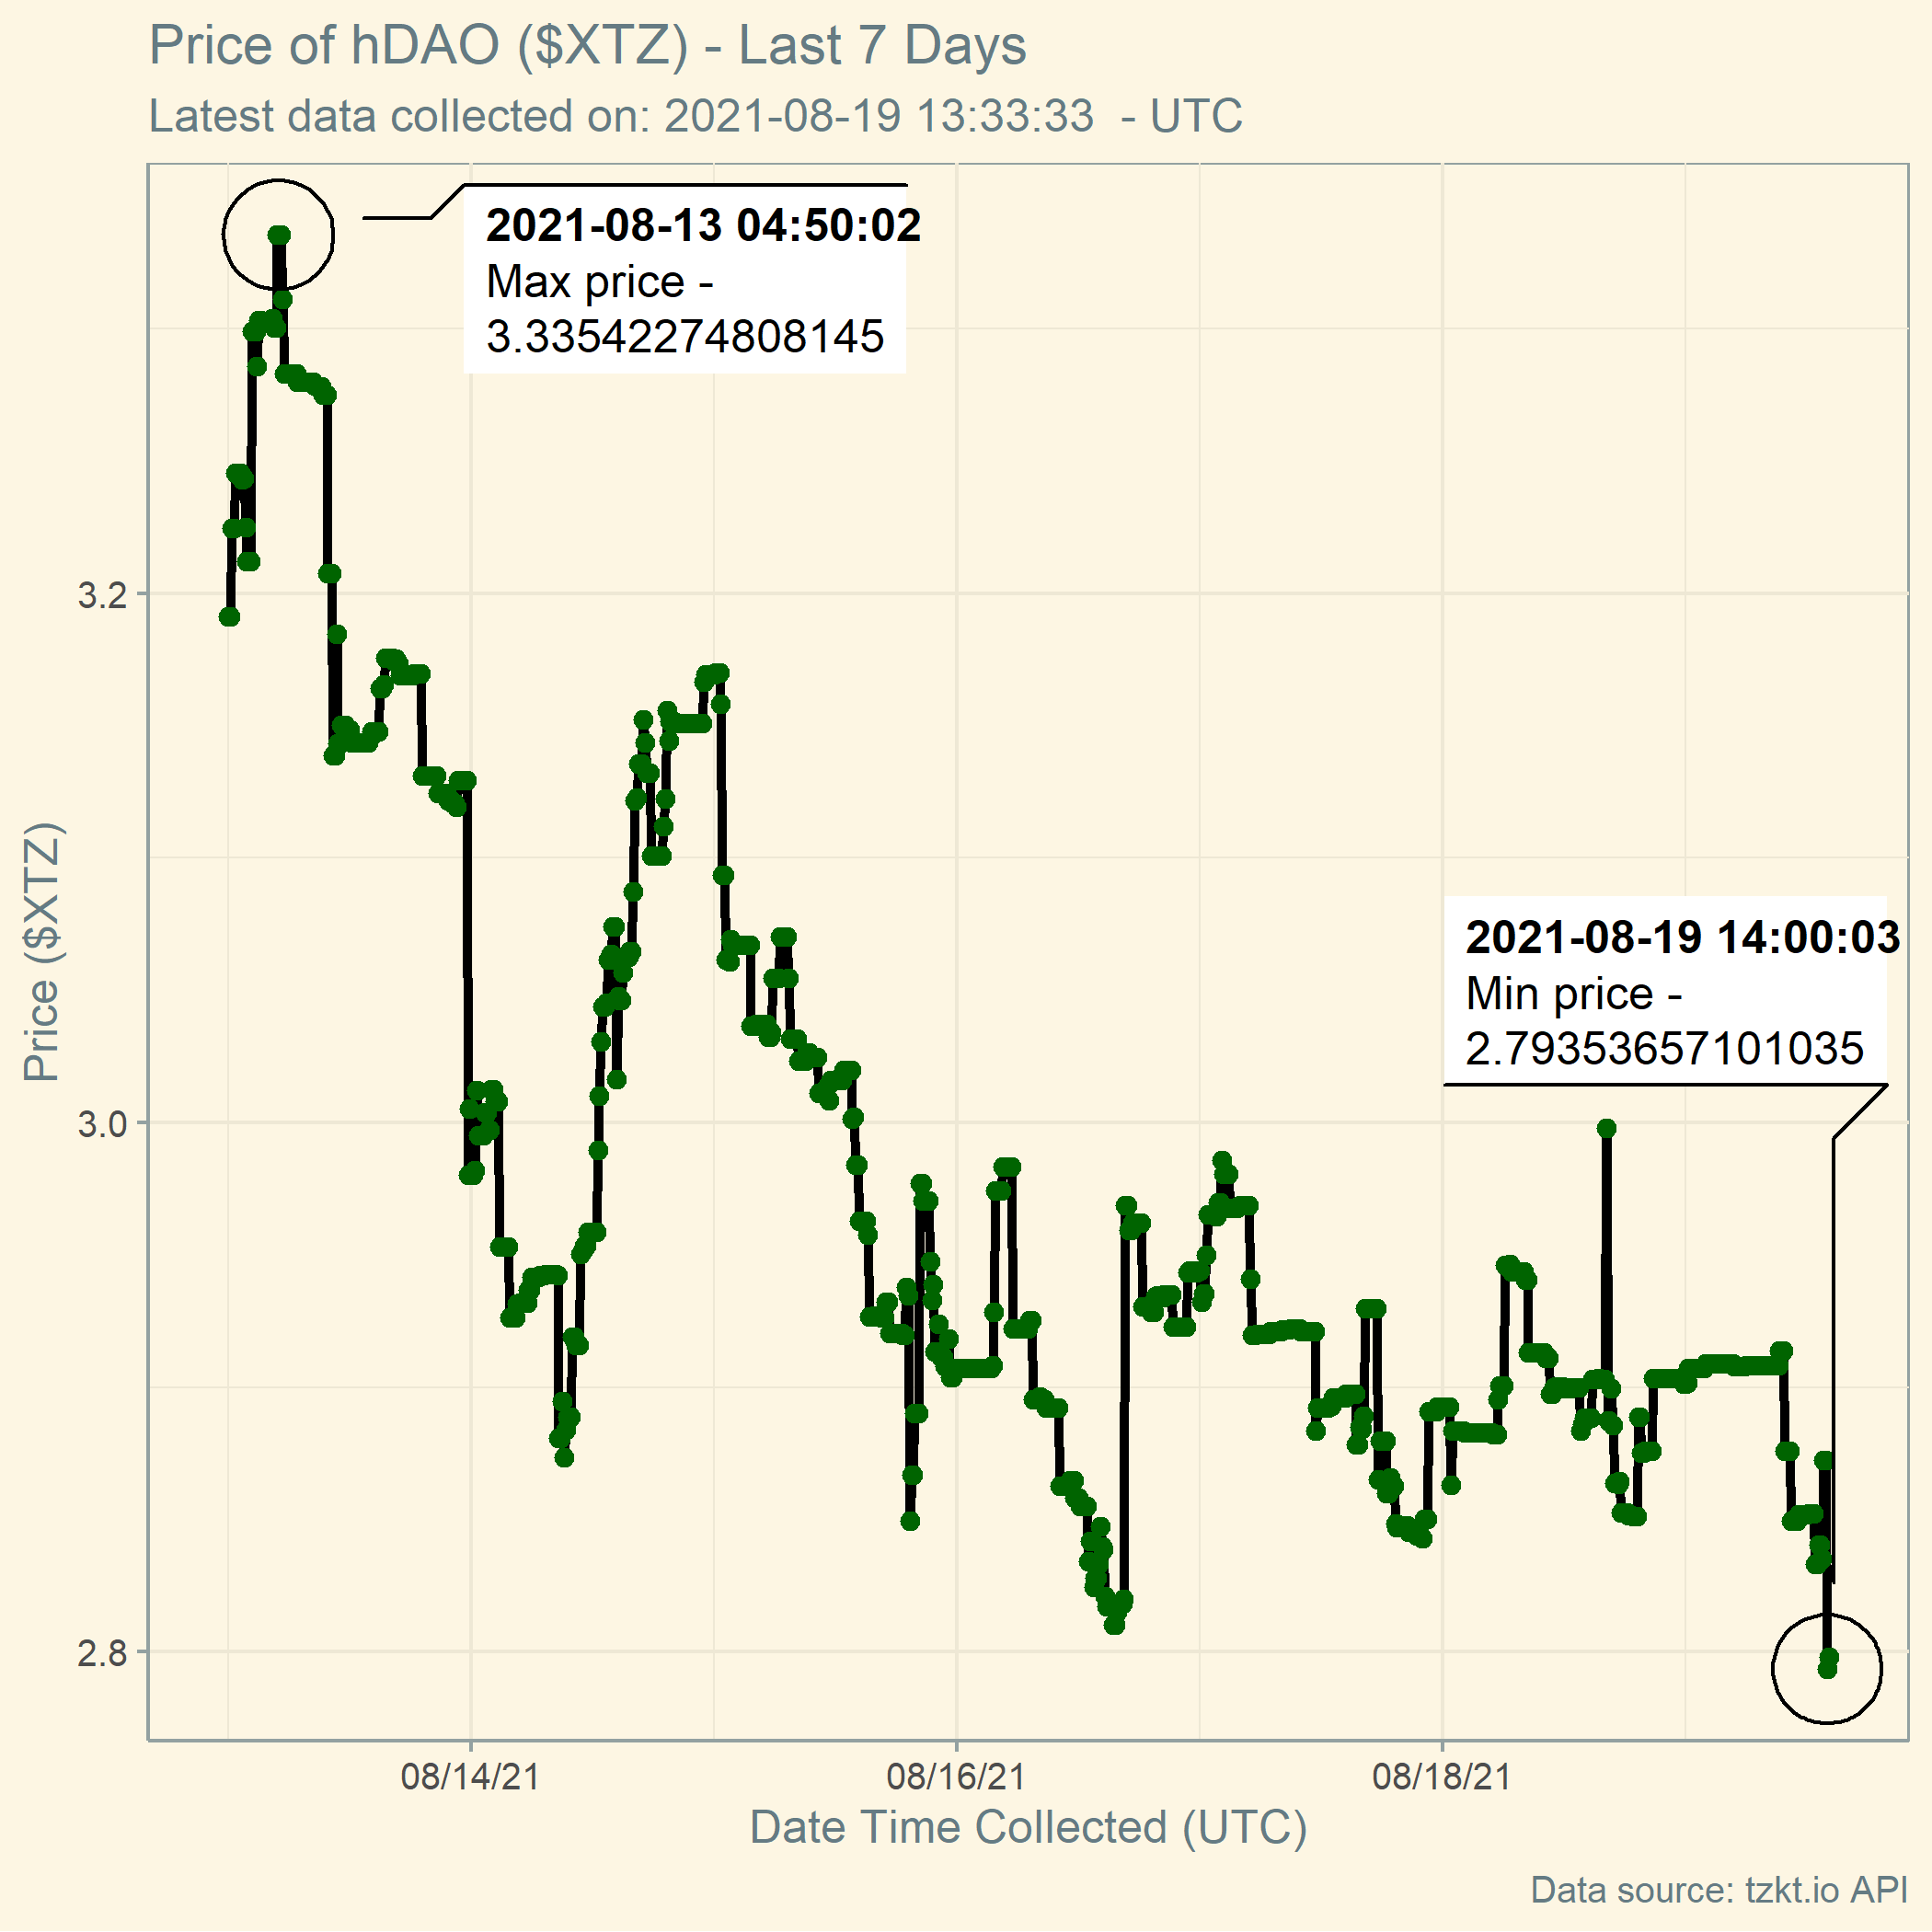 Price of hDAO ($XTZ) - Last 7 Days
Latest data collected on: 2021-08-19 13:33:33  - UTC
2021-08-13 04:50:02
Max price -
3.33542274808145
3.2
3.0
2.8
Price ($XTZ)
2021-08-19 14:00:03
Min price -
2.793536571010​35
08/14/21
08/16/21
08/18/21
Date Time Collected (UTC)
Data source: tzkt.io API